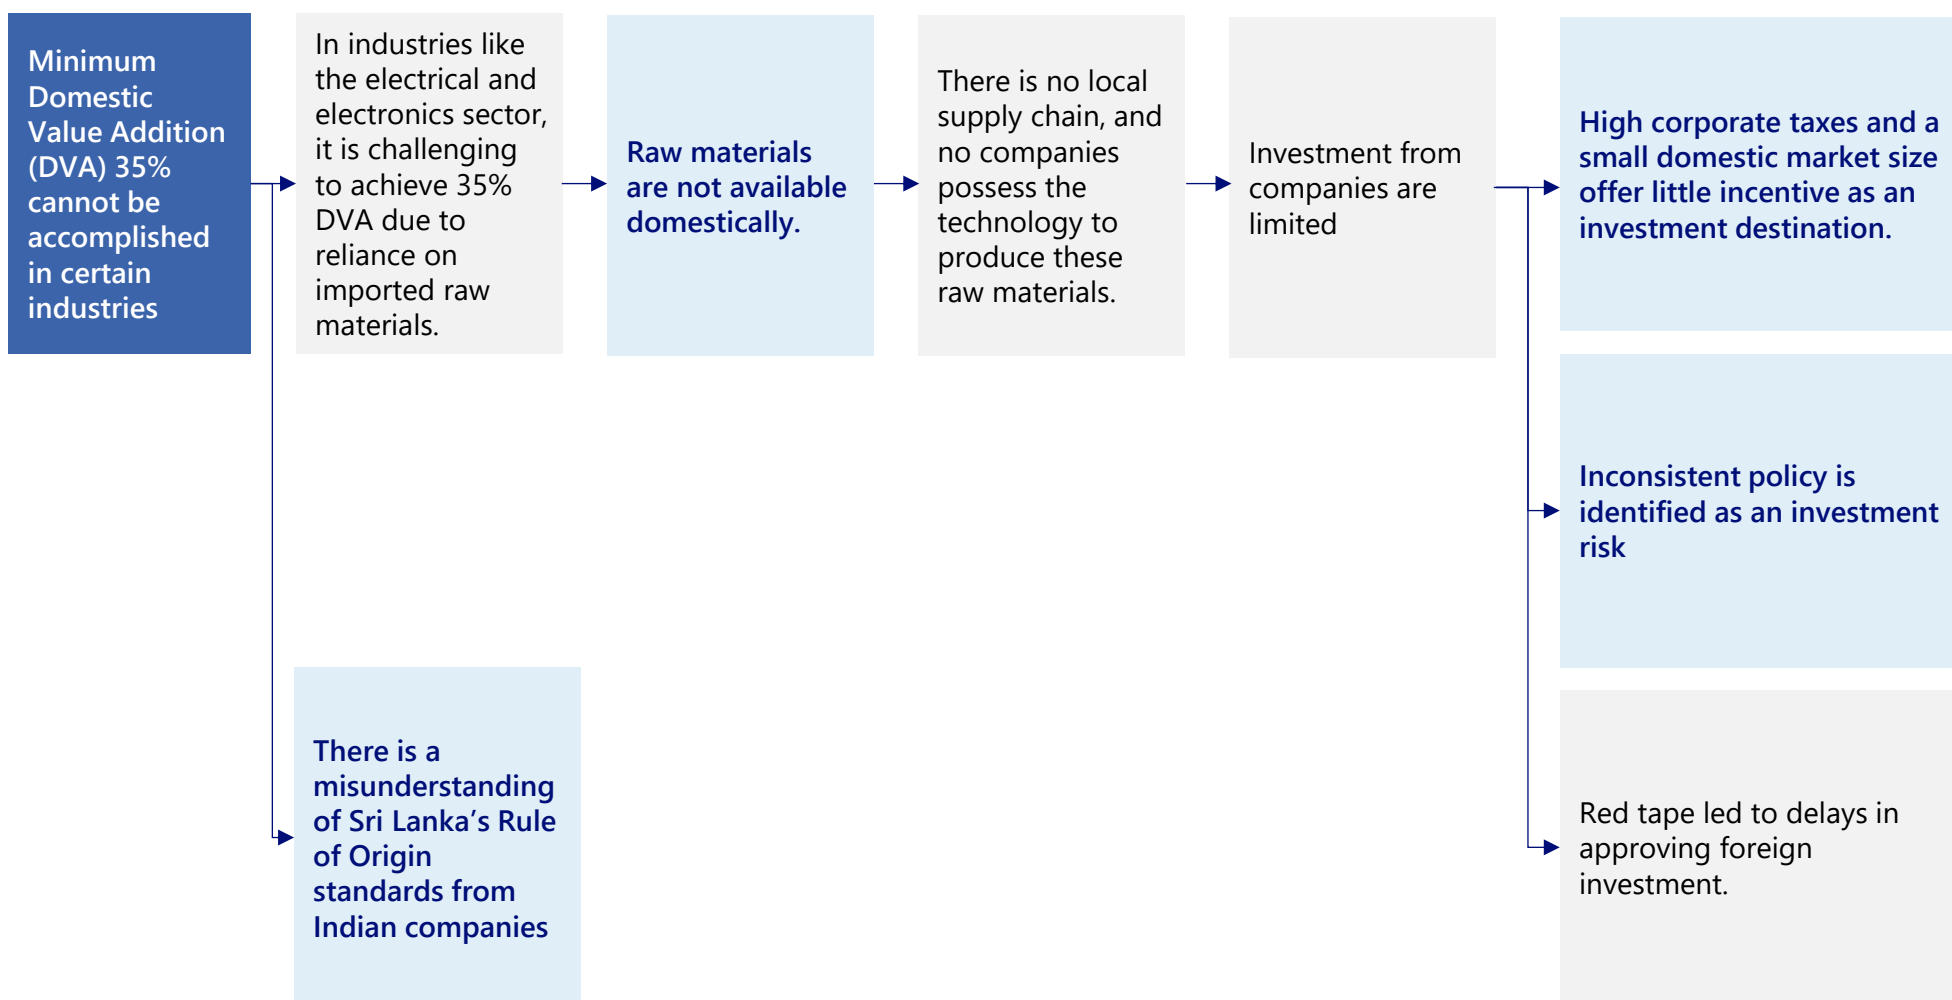 Minimum
Domestic
Value Addition
(DVA) 35%
cannot be
accomplished
in certain
industries
In industries like
the electrical and
electronics sector,
it is challenging
to achieve 35%
DVA due to
reliance on
imported raw
materials.
Raw materials
are not available
domestically.
There is no local
supply chain, and
no companies
possess the
technology to
produce these
raw materials.
Investment from
companies are
limited
High corporate taxes and a
small domestic market size
offer little incentive as an
investment destination.
Inconsistent policy is
identified as an investment
risk
There is a
misunderstanding
of Sri Lanka’s Rule
of Origin
standards from
Indian companies
Red tape led to delays in
approving foreign
investment.